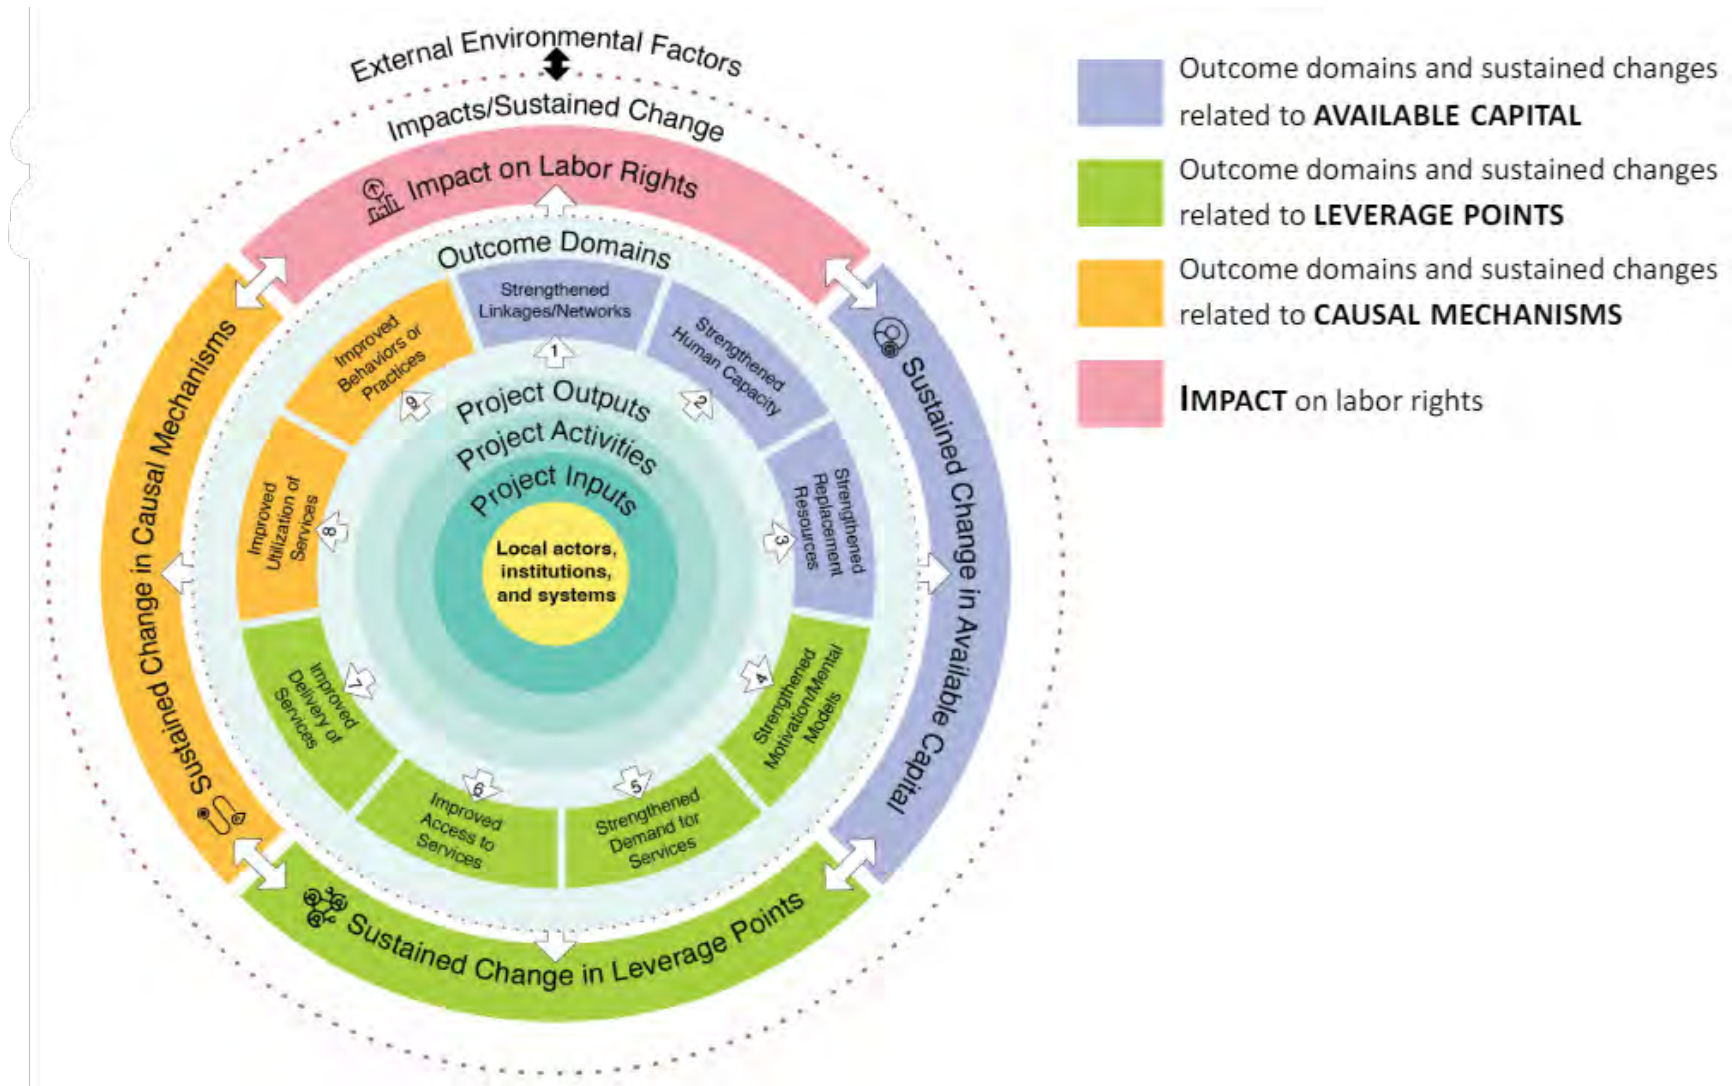 External Environmental Factors
Impacts/Sustained Change
Impact on Labor Rights
Outcome Domains
Strengthened
Linkages/Networks
1
Strengthened
Human Capacity
2
Strengthened
Replacement
Resources
3
Strengthened
Motivation/Mental
Models
4
Strengthened
Demand for
Services
5
Improved
Access to
Services
6
Improved
Delivery of
Services
7
Improved
Utilization of
Services
8
Improved
Behaviors or
Practices
9
Project Outputs
Project Activities
Project Inputs
Local actors,
institutions,
and systems
Sustained Change in Available Capital
Sustained Change in Leverage Points
Sustained Change in Causal Mechanisms
Outcome domains and sustained changes
related to AVAILABLE CAPITAL
Outcome domains and sustained changes
related to LEVERAGE POINTS
Outcome domains and sustained changes
related to CAUSAL MECHANISMS
IMPACT on labor rights